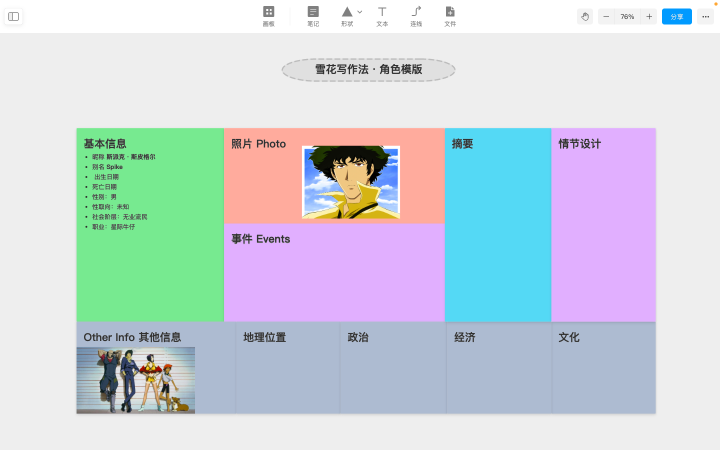 画板
笔记
形状
文本
连线
文件
76%
分享
雪花写作法 · 角色模版
基本信息
昵称 斯派克 · 斯皮格尔
别名 Spike
出生日期
死亡日期
性别：男
性取向：未知
社会阶层：无业流民
职业：星际牛仔
照片 Photo
事件 Events
摘要
情节设计
Other Info 其他信息
地理位置
政治
经济
文化